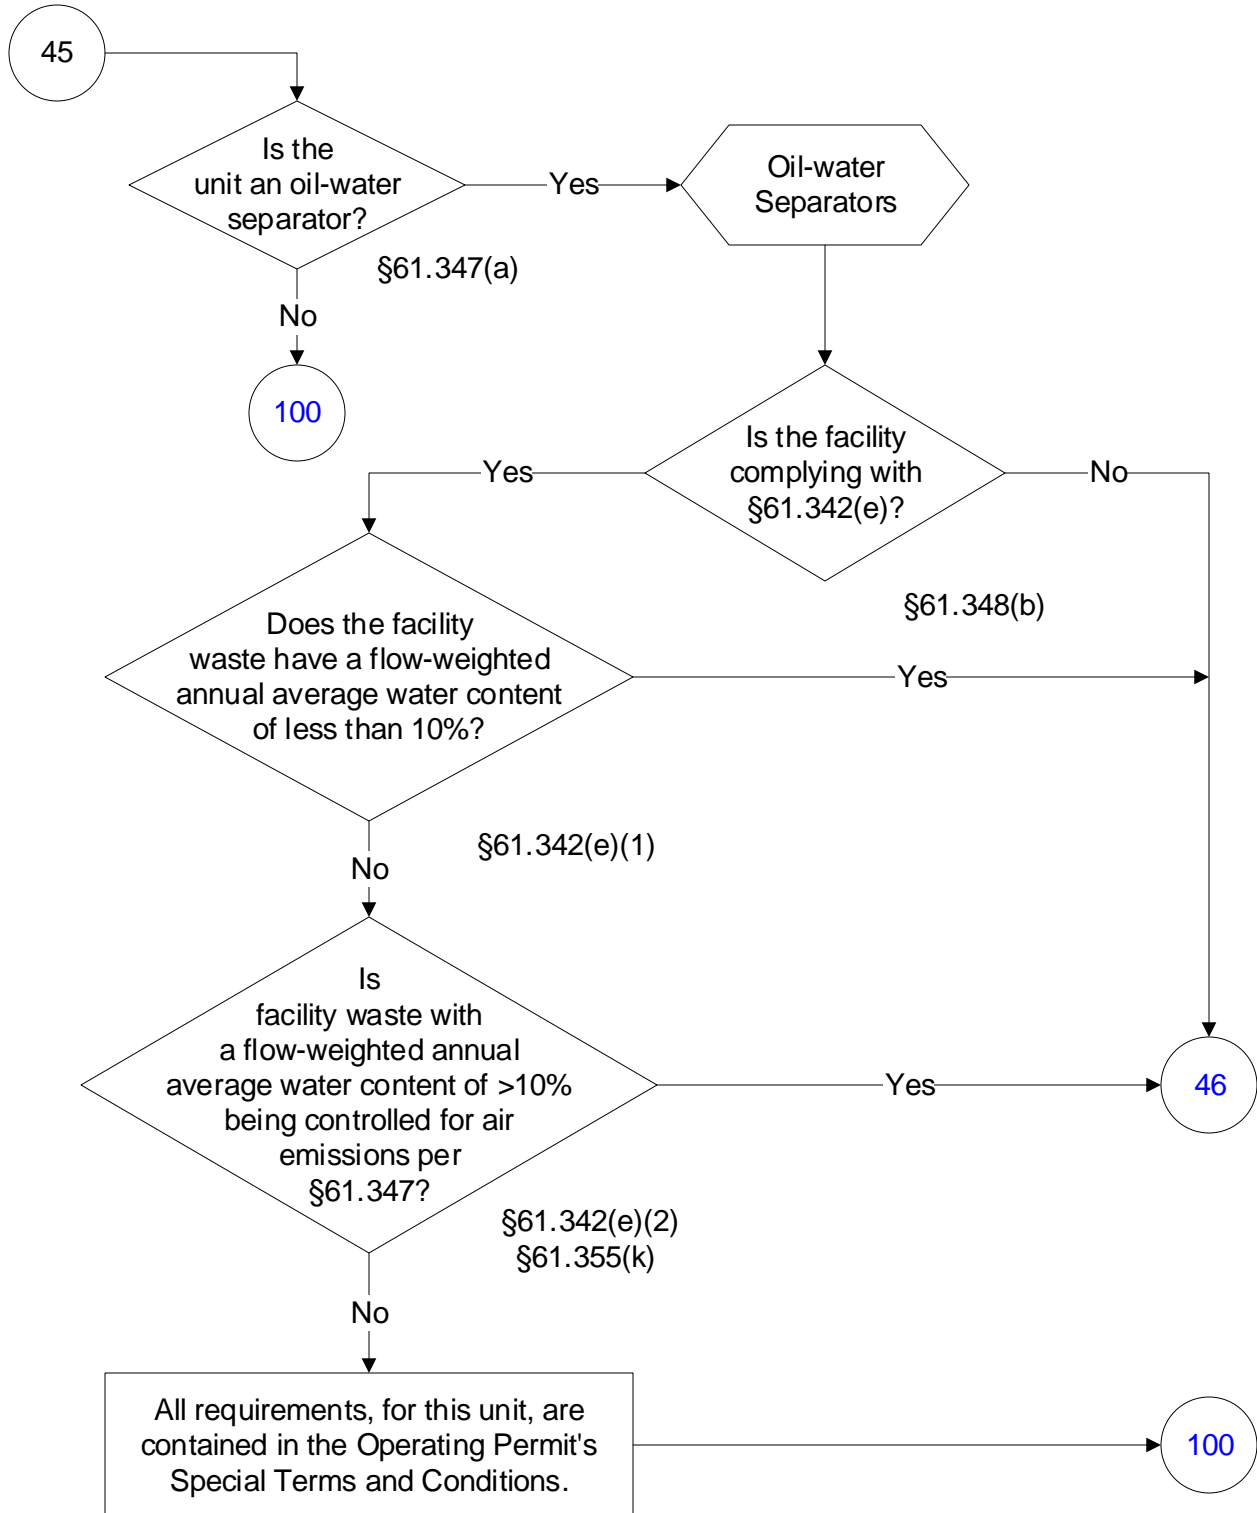 45
Is the
unit an oil-water
separator?
Yes
Oil-water
Separators
§61.347(a)
No
100
Is the facility
complying with
§61.342(e)?
Yes
No
§61.348(b)
Does the facility
waste have a flow-weighted
annual average water content
of less than 10%?
Yes
§61.342(e)(1)
No
Is
facility waste with
a flow-weighted annual
average water content of >10%
being controlled for air
emissions per
§61.347?
Yes
46
§61.342(e)(2)
§61.355(k)
No
All requirements, for this unit, are
contained in the Operating Permit's
Special Terms and Conditions.
100